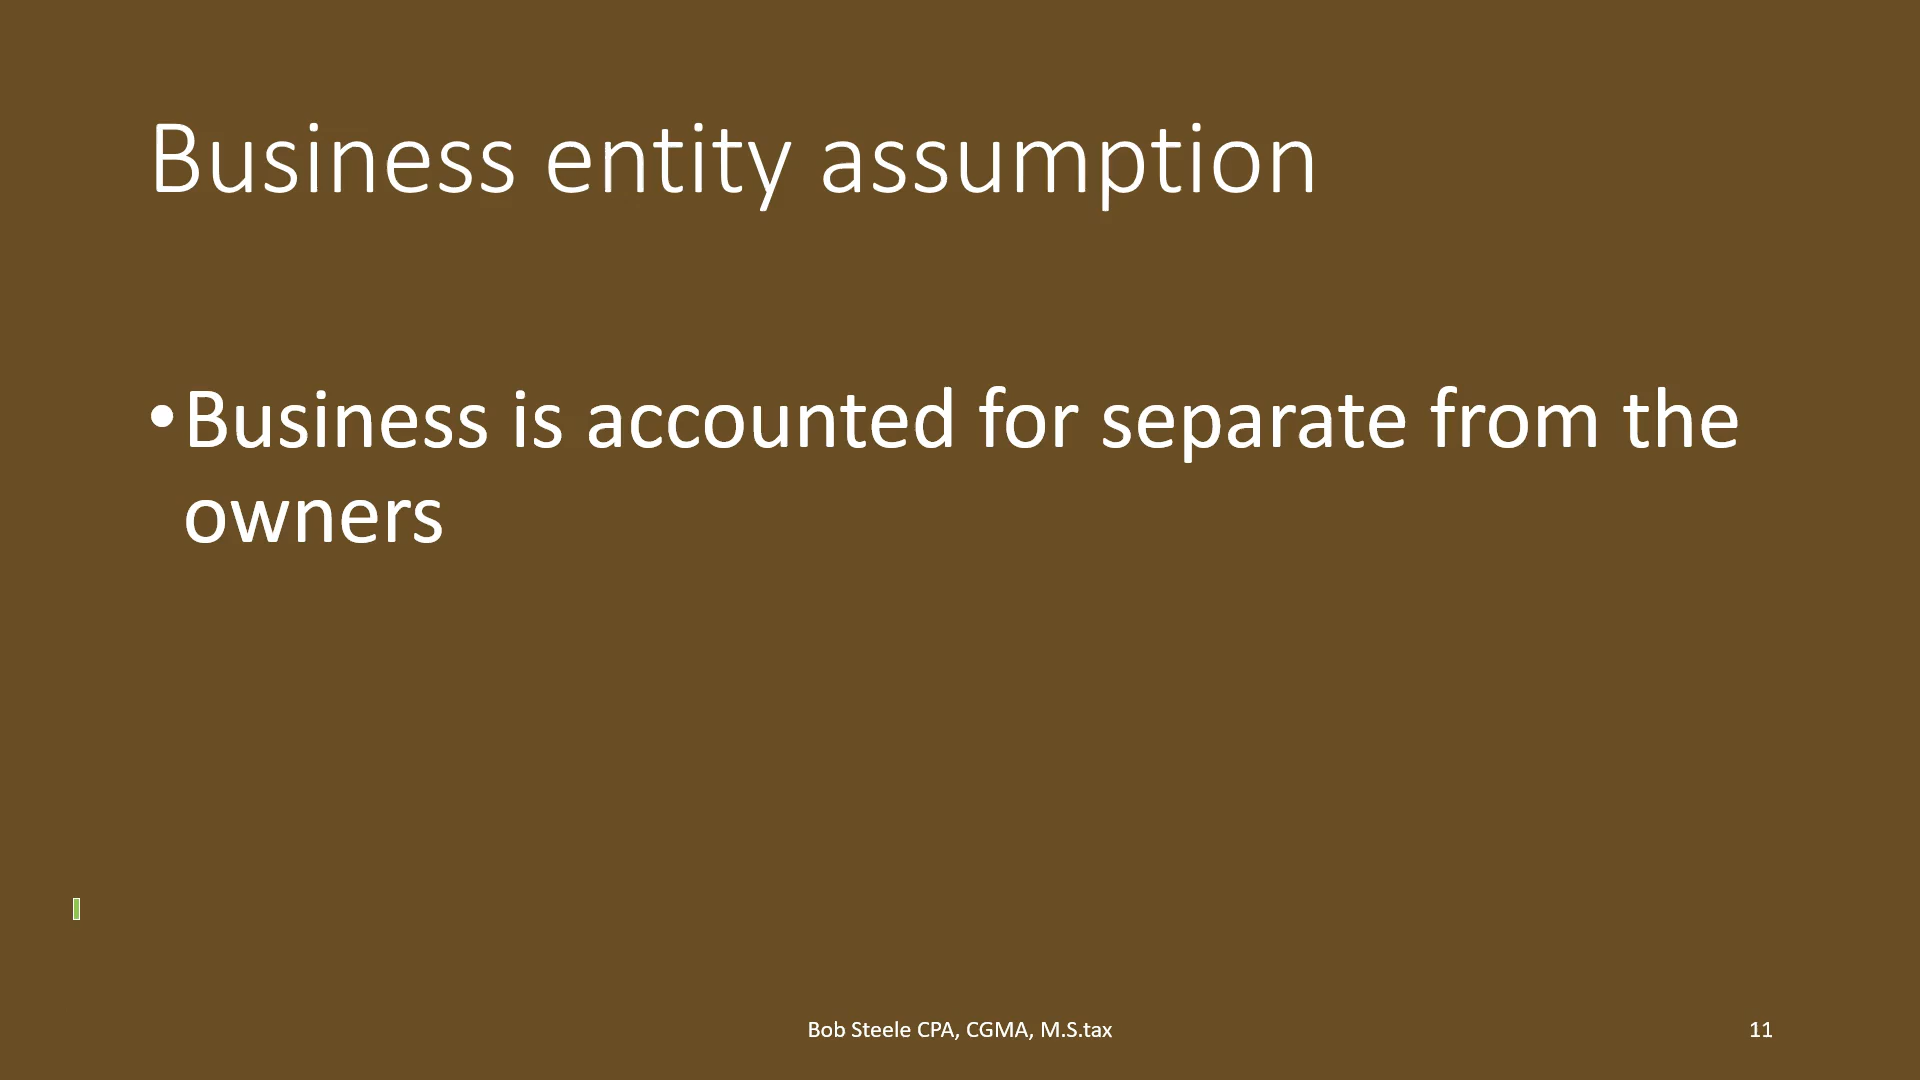 Business entity assumption
•Business is accounted for separate from the
owners
Bob Steele CPA, CGMA, M.S.tax
11